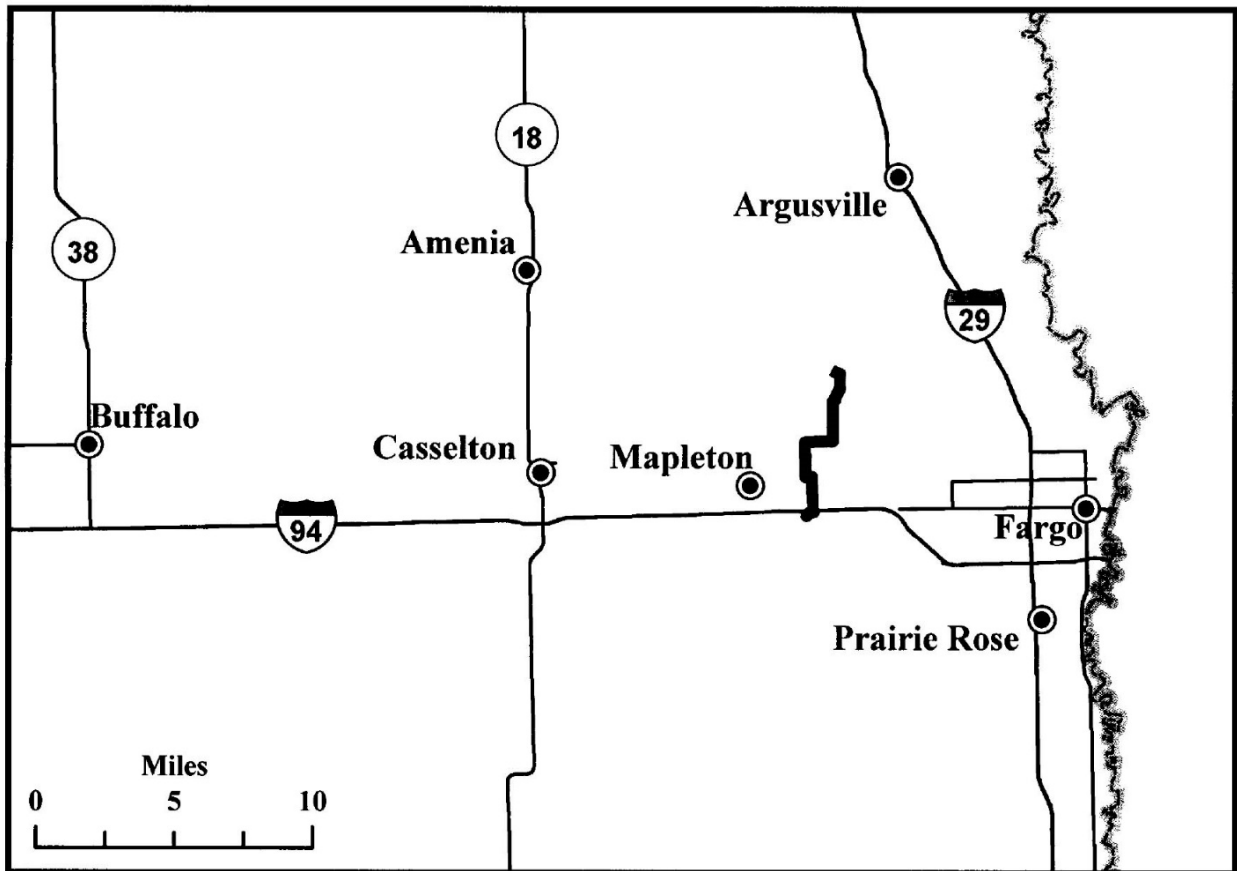 18
Argusville
Amenia
38
29
Buffalo
Casselton
Mapleton
94
Fargo
Prairie Rose
Miles
0 5 10